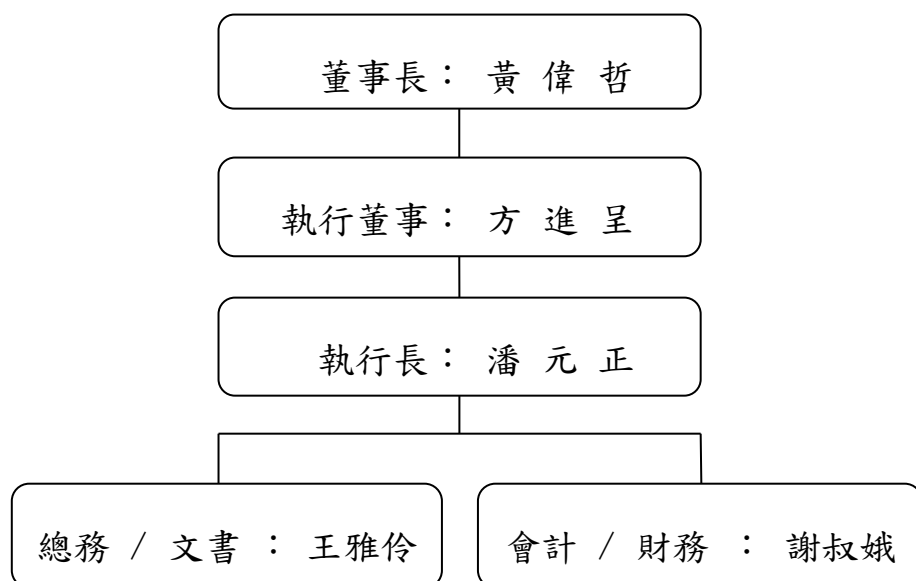 董事長： 黃 偉 哲
執行董事： 方 進 呈
執行長： 潘 元 正
總務 / 文書 ： 王雅伶
會計 / 財務 ： 謝叔娥